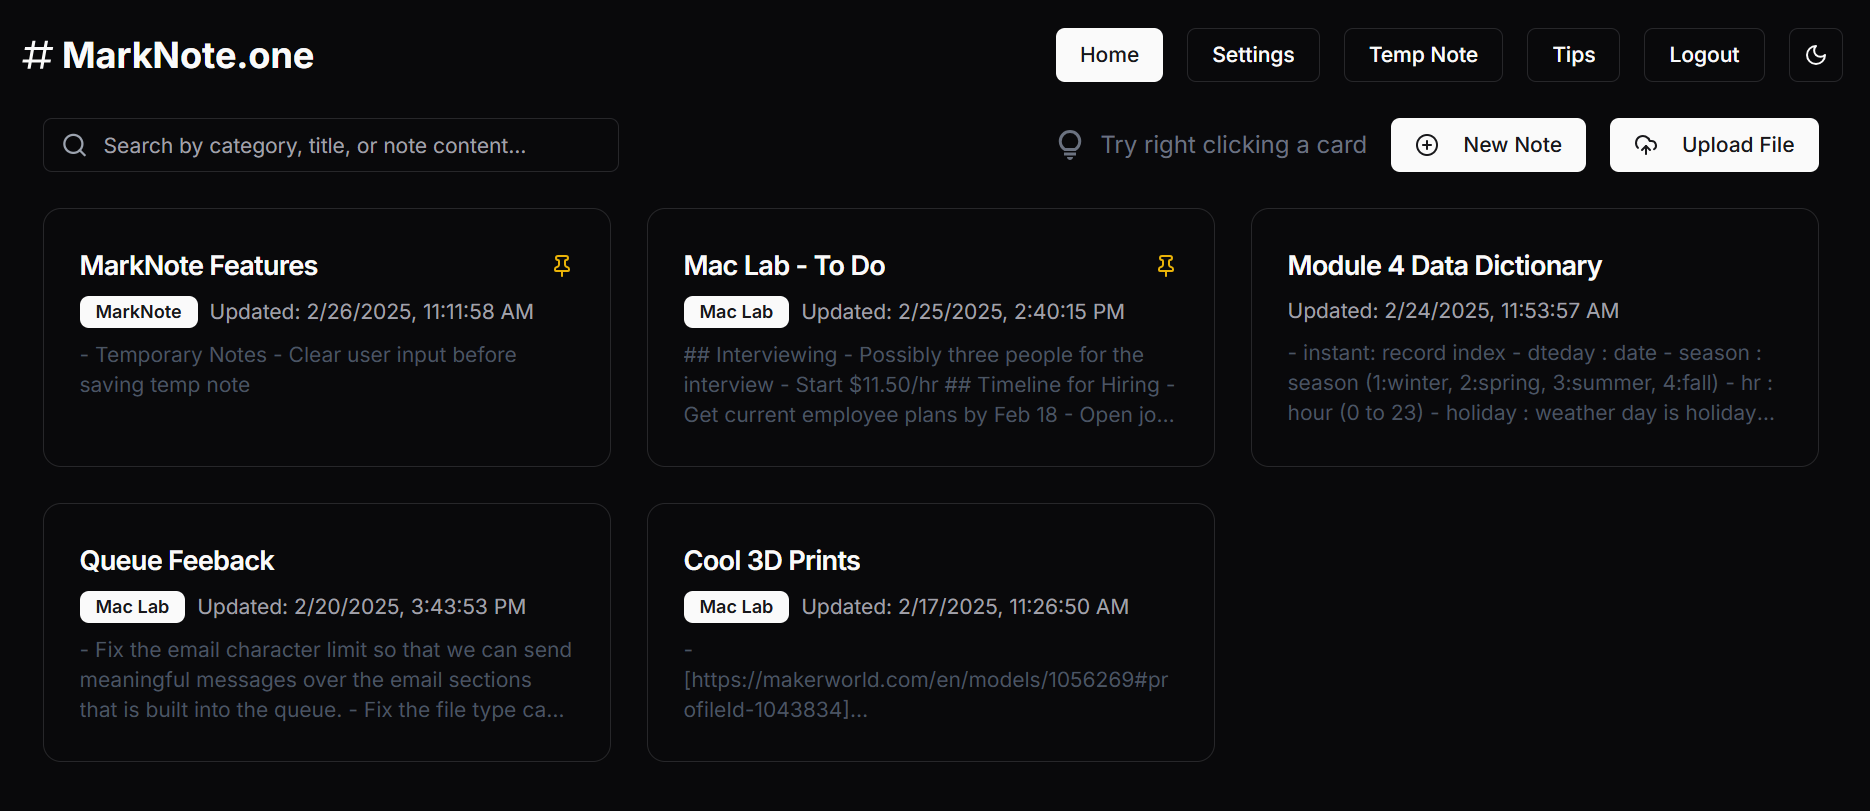 # MarkNote.one
Home Settings Temp Note Tips Logout
Search by category, title, or note content...
Try right clicking a card
New Note
Upload File
MarkNote Features
MarkNote Updated: 2/26/2025, 11:11:58 AM
- Temporary Notes - Clear user input before
saving temp note
Mac Lab - To Do
Mac Lab Updated: 2/25/2025, 2:40:15 PM
## Interviewing - Possibly three people for the
interview - Start $11.50/hr ## Timeline for Hiring -
Get current employee plans by Feb 18 - Open jo...
Module 4 Data Dictionary
Updated: 2/24/2025, 11:53:57 AM
- instant: record index - dteday : date - season :
season (1:winter, 2:spring, 3:summer, 4:fall) - hr :
hour (0 to 23) - holiday : weather day is holiday...
Queue Feeback
Mac Lab Updated: 2/20/2025, 3:43:53 PM
- Fix the email character limit so that we can send
meaningful messages over the email sections
that is built into the queue. - Fix the file type ca...
Cool 3D Prints
Mac Lab Updated: 2/17/2025, 11:26:50 AM
-
[https://makerworld.com/en/models/1056269#pr
ofileId-1043834]...